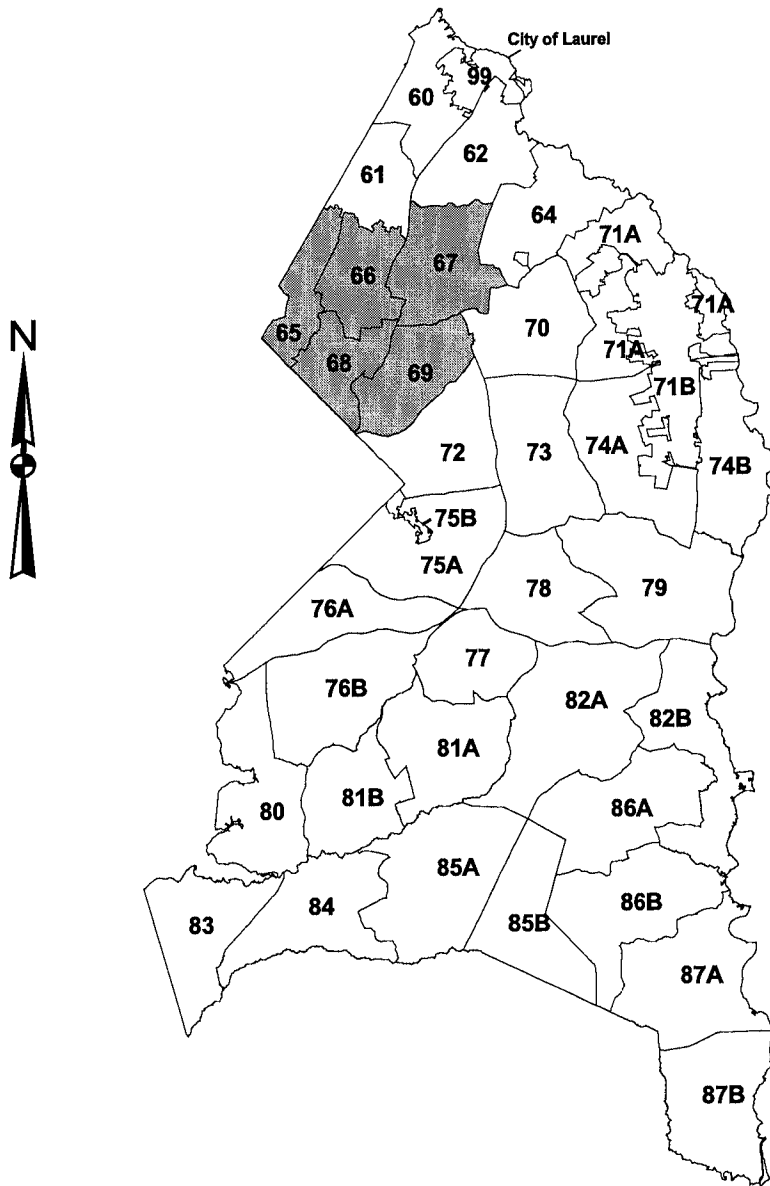 City of Laurel
99
60
62
61
64
71A
66
67
71A
N
65
70
68
69
71A
71B
72
73
74A
74B
75B
75A
78
79
76A
77
76B
82A
82B
81A
81B
80
86A
85A
86B
84
83
85B
87A
87B